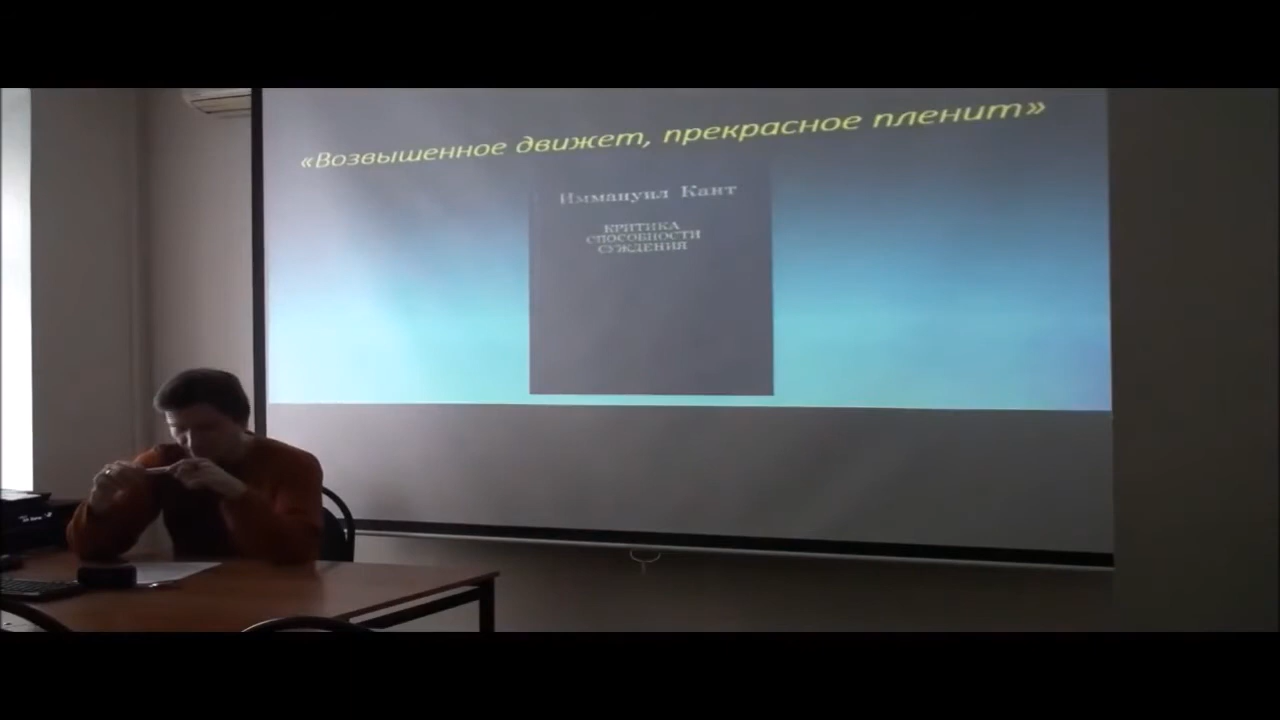 «Возвышенное движет, прекрасное пленит»
Иммануил Кант
КРИТИКА
СПОСОБНОСТИ
СУЖДЕНИЯ